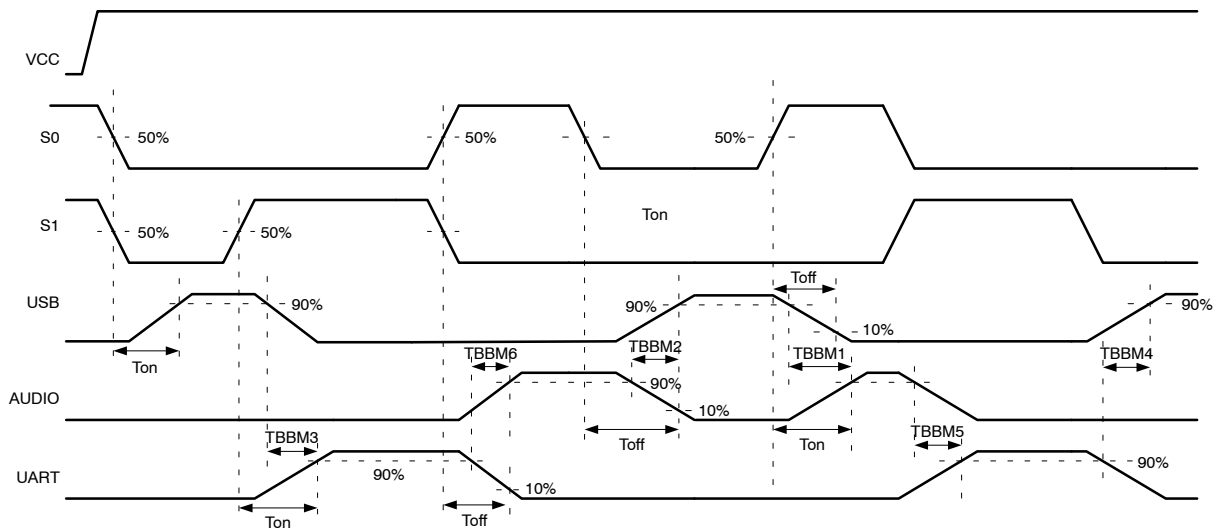 VCC
S0
50%
50%
50%
S1
50%
50%
Ton
USB
90%
90%
Toff
10%
90%
Ton
TBBM6
TBBM2
TBBM1
TBBM4
AUDIO
90%
10%
TBBM3
Toff
Ton
TBBM5
UART
90%
10%
90%
Ton
Toff